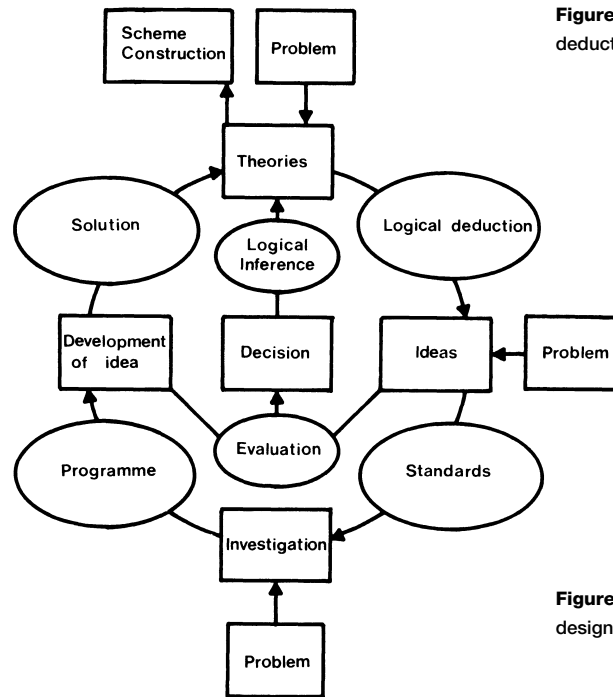 Figure
deduct
Scheme
Construction
Problem
Theories
Solution
Logical deduction
Logical
Inference
Development
of idea
Decision
Ideas
Problem
Evaluation
Programme
Standards
Investigation
Problem
Figure
design